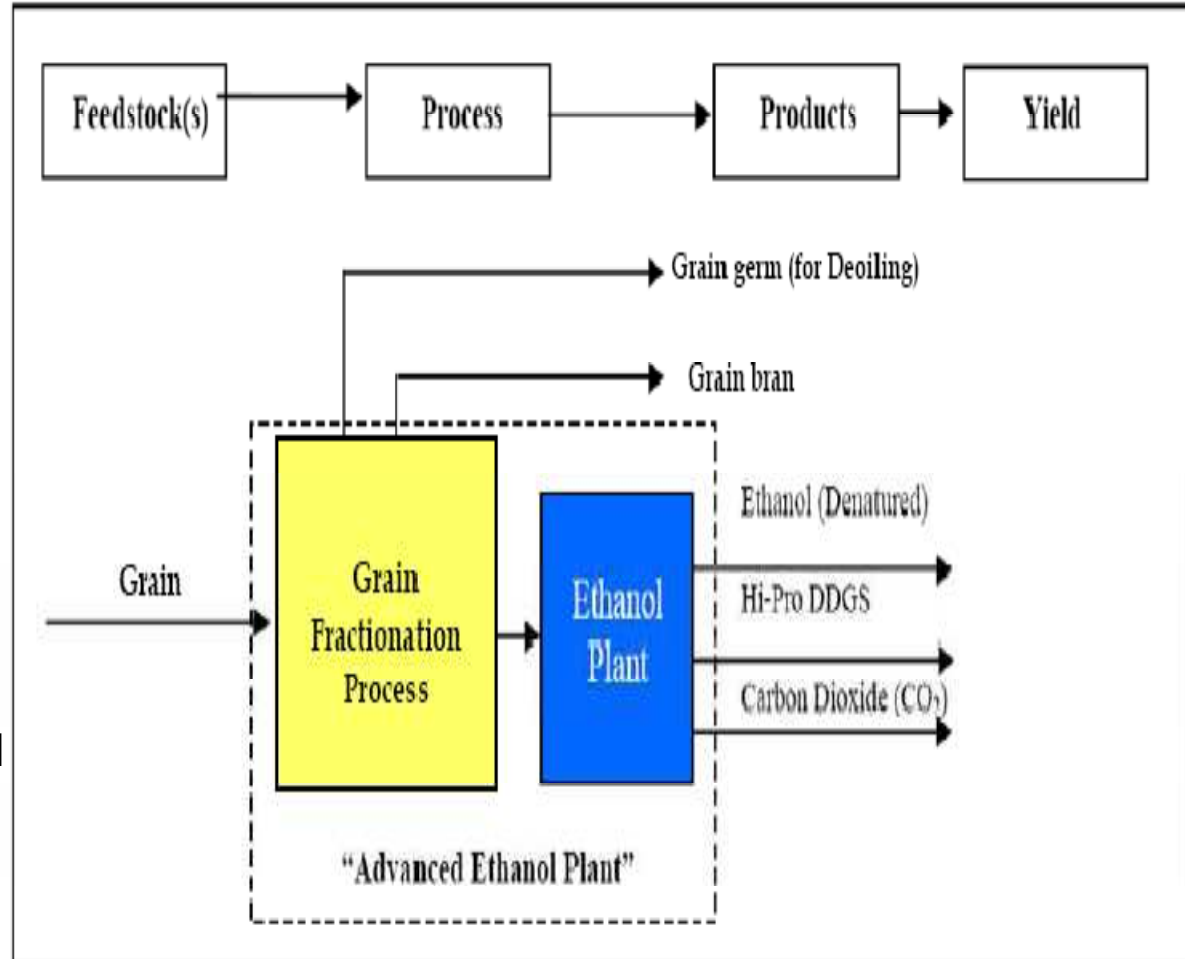 Feedstock(s)
Process
Products
Yield
Grain germ (for Deoiling)
Grain bran
Grain
Grain
Fractionation
Process
Ethanol
Plant
Ethanol (Denatured)
Hi-Pro DDGS
Carbon Dioxide (CO₂)
“Advanced Ethanol Plant”